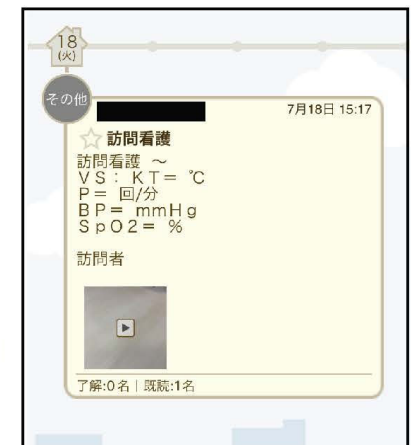 18
(火)
その他
7月18日 15:17
訪問看護
訪問看護 ～
VS: KT= ℃
P= 回/分
BP= mmHg
SpO2= %
訪問者
了解:0名 | 既読:1名